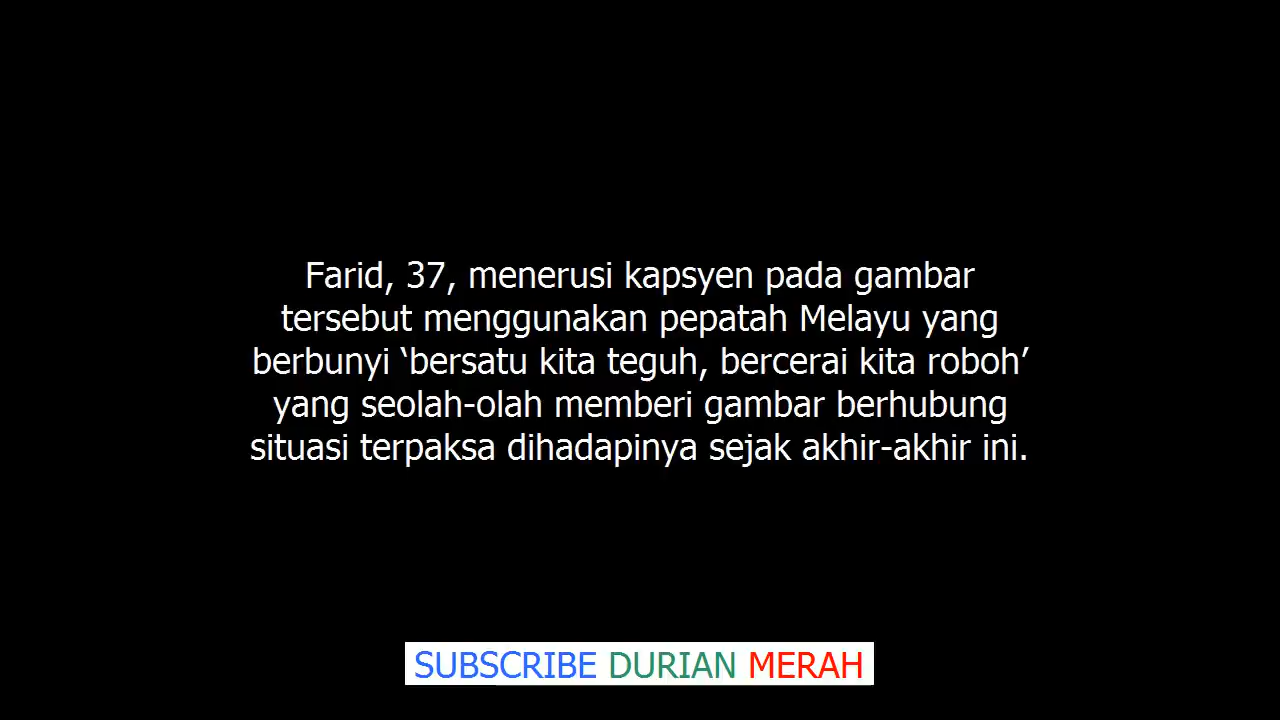 Farid, 37, menerusi kapsyen pada gambar
tersebut menggunakan pepatah Melayu yang
berbunyi ‘bersatu kita teguh, bercerai kita roboh’
yang seolah-olah memberi gambar berhubung
situasi terpaksa dihadapinya sejak akhir-akhir ini.
SUBSCRIBE DURIAN MERAH